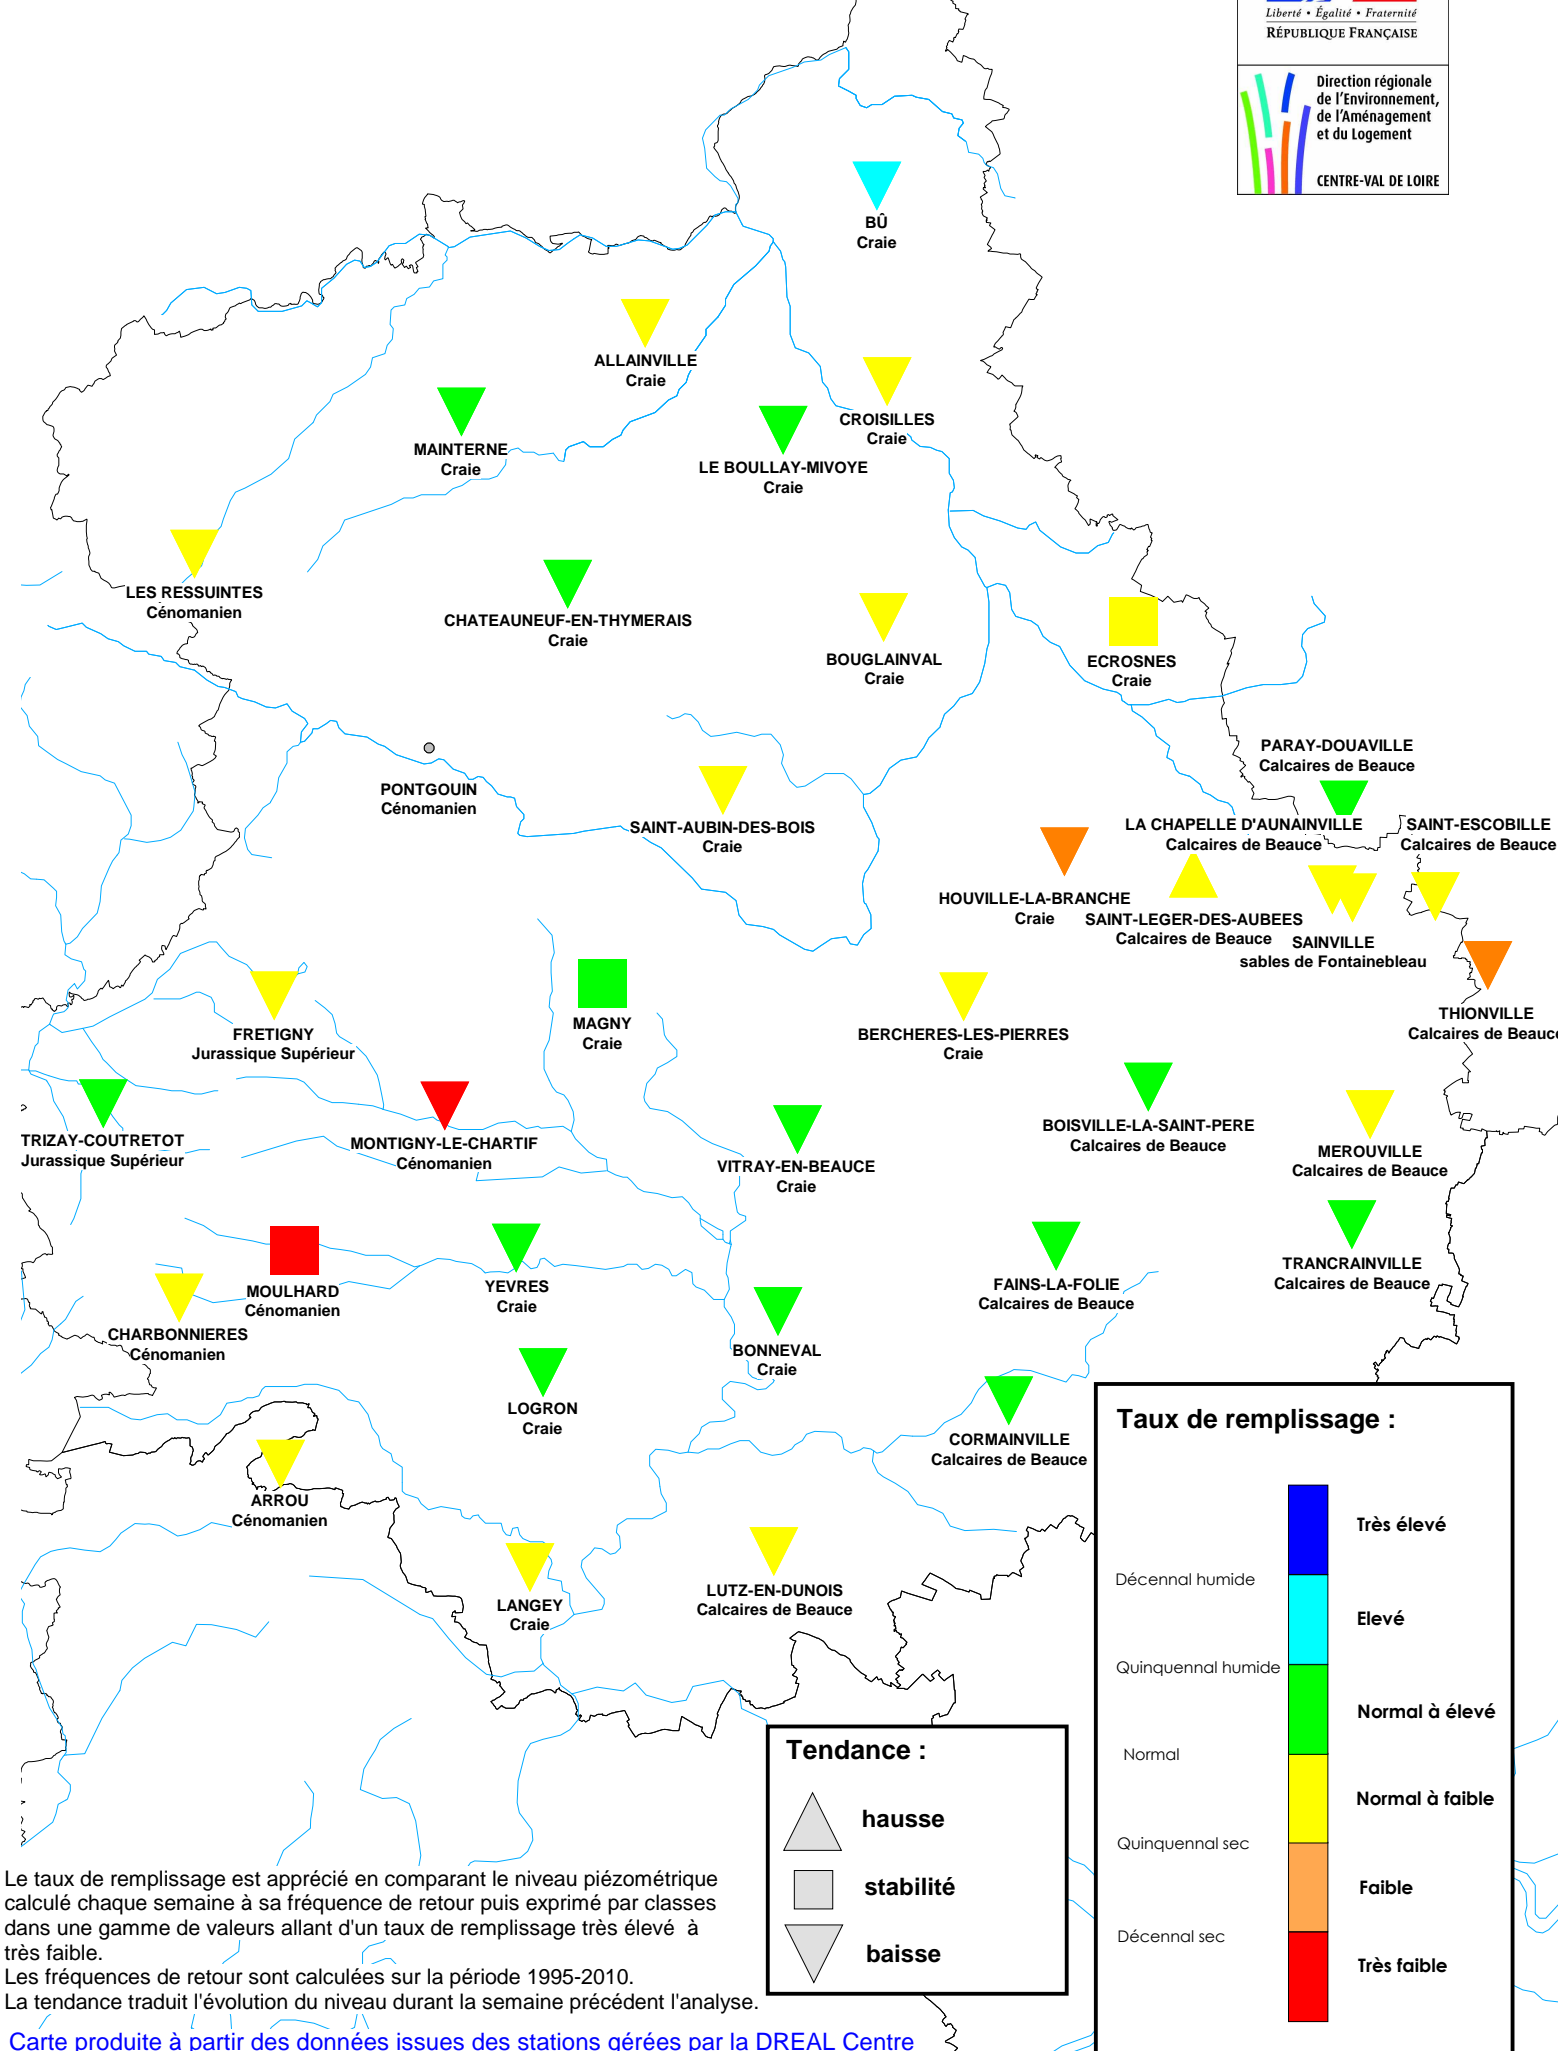 Liberté • Égalité • Fraternité
RÉPUBLIQUE FRANÇAISE
Direction régionale
de l'Environnement,
de l'Aménagement
et du Logement
CENTRE-VAL DE LOIRE
BÛ
Craie
ALLAINVILLE
Craie
CROISILLES
Craie
MAINTERNE
Craie
LE BOULLAY-MIVOYE
Craie
LES RESSUINTES
Cénomanien
CHATEAUNEUF-EN-THYMERAIS
Craie
BOUGLAINVAL
Craie
ECROSNES
Craie
PARAY-DOUAVILLE
Calcaires de Beauce
PONTGOUIN
Cénomanien
SAINT-AUBIN-DES-BOIS
Craie
LA CHAPELLE D'AUNAINVILLE
Calcaires de Beauce
SAINT-ESCOBILLE
Calcaires de Beauce
HOUVILLE-LA-BRANCHE
Craie
SAINT-LEGER-DES-AUBEES
Calcaires de Beauce
SAINVILLE
sables de Fontainebleau
THIONVILLE
Calcaires de Beauce
FRETIGNY
Jurassique Supérieur
MAGNY
Craie
BERCHERES-LES-PIERRES
Craie
TRIZAY-COUTRETOT
Jurassique Supérieur
MONTIGNY-LE-CHARTIF
Cénomanien
VITRAY-EN-BEAUCE
Craie
BOISVILLE-LA-SAINT-PERE
Calcaires de Beauce
MEROUVILLE
Calcaires de Beauce
MOULHARD
Cénomanien
YEVRES
Craie
FAINS-LA-FOLIE
Calcaires de Beauce
TRANCRAINVILLE
Calcaires de Beauce
CHARBONNIERES
Cénomanien
BONNEVAL
Craie
LOGRON
Craie
CORMAINVILLE
Calcaires de Beauce
ARROU
Cénomanien
LANGEY
Craie
LUTZ-EN-DUNOIS
Calcaires de Beauce
Taux de remplissage :
Très élevé
Décennal humide
Elevé
Quinquennal humide
Normal à élevé
Normal
Normal à faible
Quinquennal sec
Faible
Décennal sec
Très faible
Tendance :
hausse
stabilité
baisse
Le taux de remplissage est apprécié en comparant le niveau piézométrique
calculé chaque semaine à sa fréquence de retour puis exprimé par classes
dans une gamme de valeurs allant d'un taux de remplissage très élevé à
très faible.
Les fréquences de retour sont calculées sur la période 1995-2010.
La tendance traduit l'évolution du niveau durant la semaine précédent l'analyse.
Carte produite à partir des données issues des stations gérées par la DREAL Centre